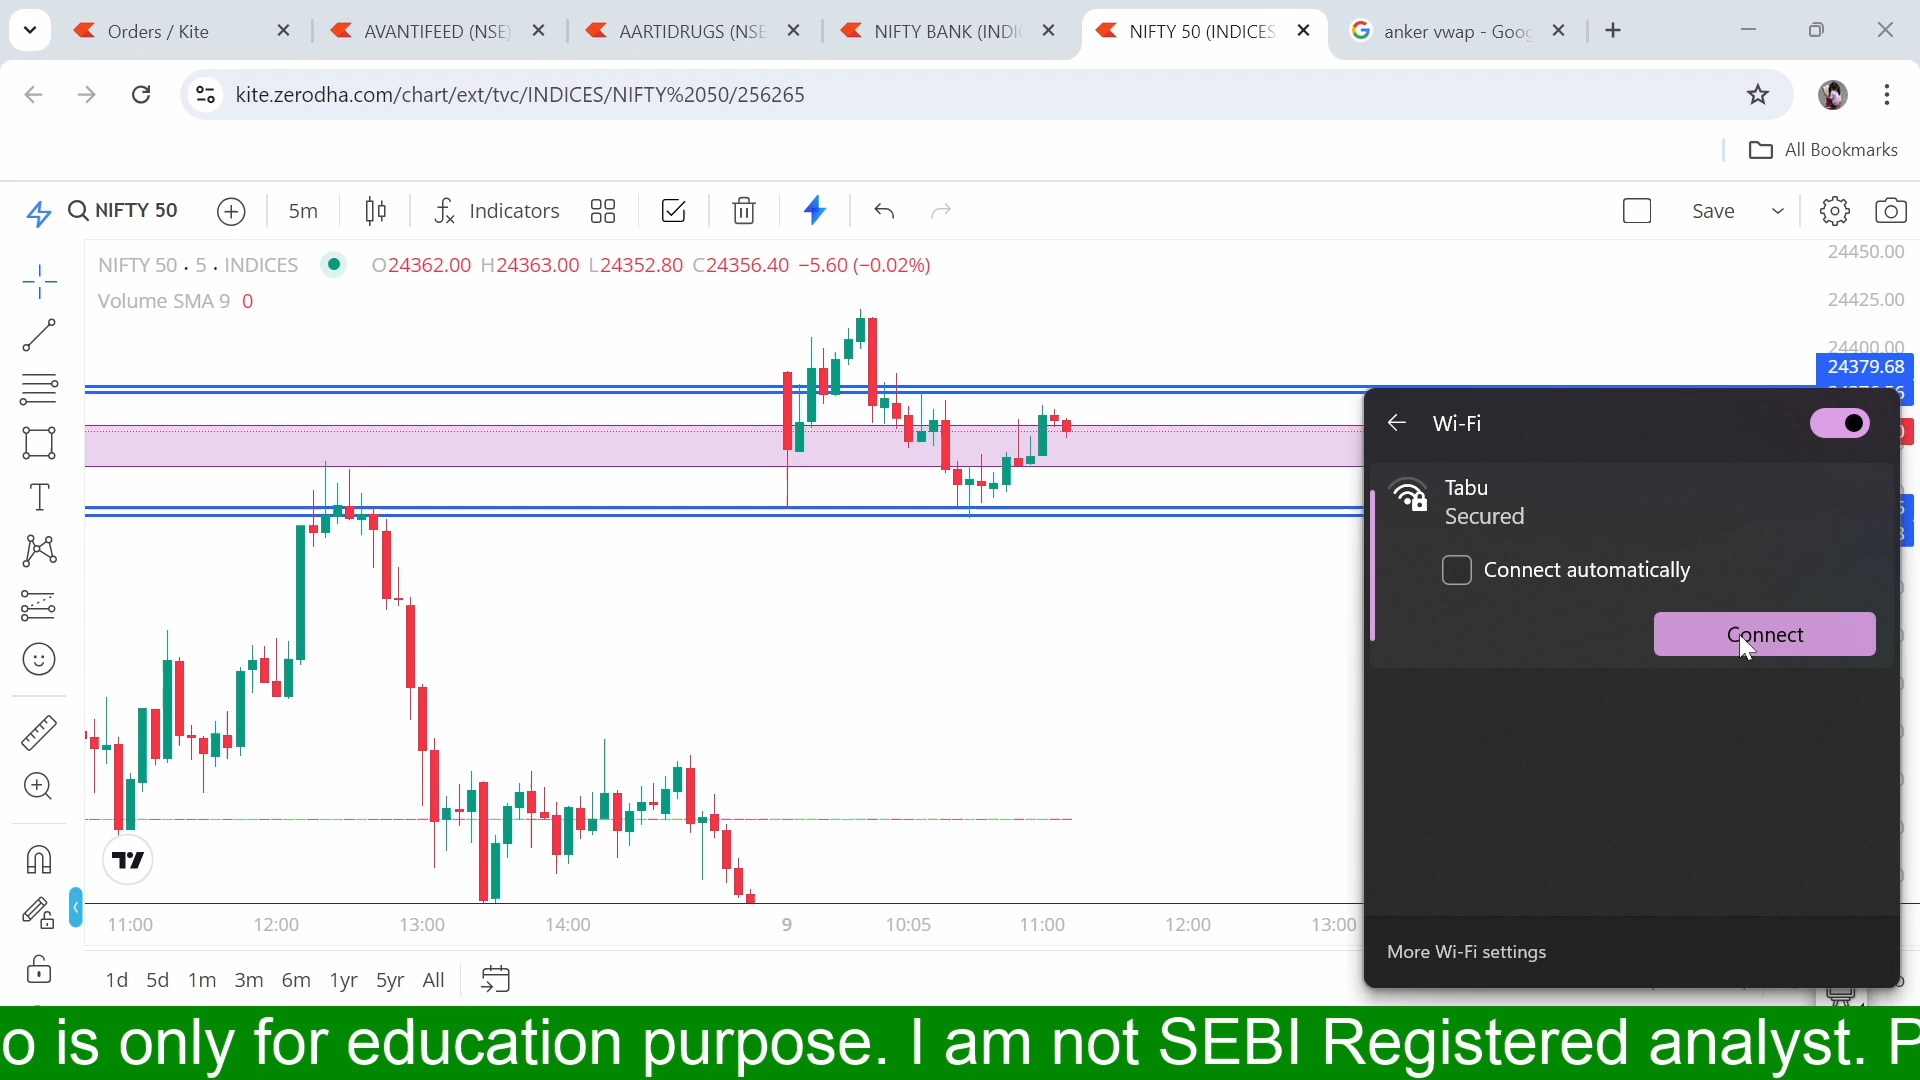 Orders / Kite
AVANTIFEED (NSE)
AARTIDRUGS (NSE
NIFTY BANK (INDI
NIFTY 50 (INDICES
anker vwap - Goog
kite.zerodha.com/chart/ext/tvc/INDICES/NIFTY%2050/256265
All Bookmarks
NIFTY 50
5m
Indicators
Save
NIFTY 50 . 5 . INDICES O24362.00 H24363.00 L24352.80 C24356.40 −5.60 (−0.02%)
Volume SMA 9 0
24450.00
24425.00
24400.00
24379.68
Wi-Fi
Tabu
Secured
Connect automatically
Connect
More Wi-Fi settings
11:00 12:00 13:00 14:00 9 10:05 11:00 12:00 13:00
1d 5d 1m 3m 6m 1yr 5yr All
o is only for education purpose. I am not SEBI Registered analyst. P